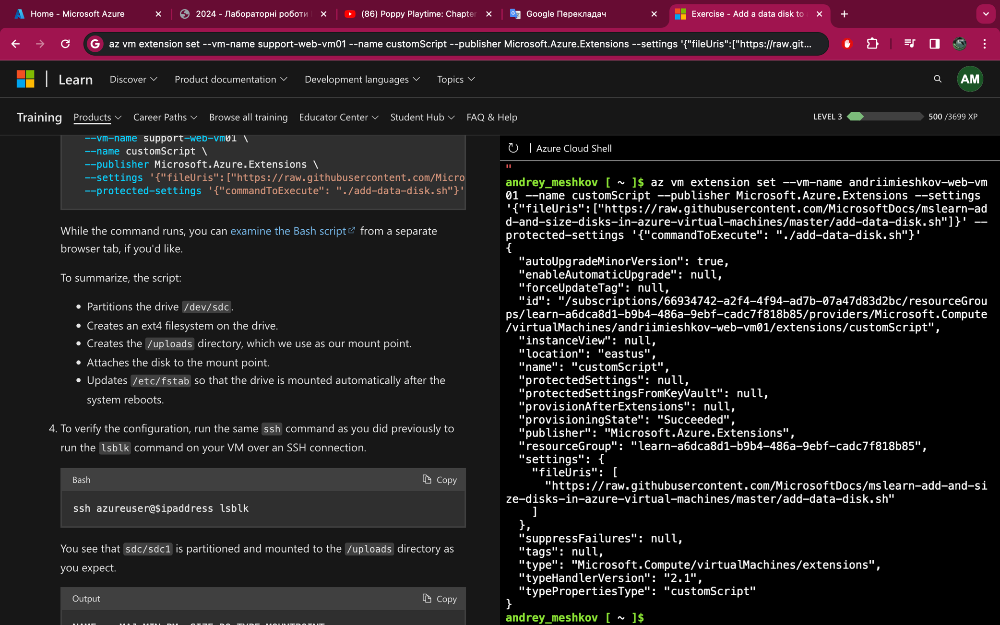 Home - Microsoft Azure
2024 - Лабораторні роботи
(86) Poppy Playtime: Chapter
Google Перекладач
Exercise - Add a data disk to
az vm extension set --vm-name support-web-vm01 --name customScript --publisher Microsoft.Azure.Extensions --settings '{"fileUris":["https://raw.git...
Learn
Discover
Product documentation
Development languages
Topics
AM
Training
Products
Career Paths
Browse all training
Educator Center
Student Hub
FAQ & Help
LEVEL 3
500 /3699 XP
--vm-name support-web-vm01 \
--name customScript \
--publisher Microsoft.Azure.Extensions \
--settings '{"fileUris":["https://raw.githubusercontent.com/Micro
--protected-settings '{"commandToExecute": "./add-data-disk.sh"}'
While the command runs, you can examine the Bash script from a separate
browser tab, if you'd like.
To summarize, the script:
• Partitions the drive /dev/sdc.
• Creates an ext4 filesystem on the drive.
• Creates the /uploads directory, which we use as our mount point.
• Attaches the disk to the mount point.
• Updates /etc/fstab so that the drive is mounted automatically after the
system reboots.
4. To verify the configuration, run the same ssh command as you did previously to
run the lsblk command on your VM over an SSH connection.
Bash
Copy
ssh azureuser@$ipaddress lsblk
You see that sdc/sdc1 is partitioned and mounted to the /uploads directory as
you expect.
Output
Copy
NAME MAJ:MIN RM SIZE RO TYPE MOUNTPOINT
Azure Cloud Shell
"
andrey_meshkov [ ~ ]$ az vm extension set --vm-name andriimieshkov-web-vm
01 --name customScript --publisher Microsoft.Azure.Extensions --settings
'{"fileUris":["https://raw.githubusercontent.com/MicrosoftDocs/mslearn-ad
d-and-size-disks-in-azure-virtual-machines/master/add-data-disk.sh"]}' --
protected-settings '{"commandToExecute": "./add-data-disk.sh"}'
{
"autoUpgradeMinorVersion": true,
"enableAutomaticUpgrade": null,
"forceUpdateTag": null,
"id": "/subscriptions/66934742-a2f4-4f94-ad7b-07a47d83d2bc/resourceGrou
ps/learn-a6dca8d1-b9b4-486a-9ebf-cadc7f818b85/providers/Microsoft.Compute
/virtualMachines/andriimieshkov-web-vm01/extensions/customScript",
"instanceView": null,
"location": "eastus",
"name": "customScript",
"protectedSettings": null,
"protectedSettingsFromKeyVault": null,
"provisionAfterExtensions": null,
"provisioningState": "Succeeded",
"publisher": "Microsoft.Azure.Extensions",
"resourceGroup": "learn-a6dca8d1-b9b4-486a-9ebf-cadc7f818b85",
"settings": {
"fileUris": [
"https://raw.githubusercontent.com/MicrosoftDocs/mslearn-add-and-si
ze-disks-in-azure-virtual-machines/master/add-data-disk.sh"
]
},
"suppressFailures": null,
"tags": null,
"type": "Microsoft.Compute/virtualMachines/extensions",
"typeHandlerVersion": "2.1",
"typePropertiesType": "customScript"
}
andrey_meshkov [ ~ ]$